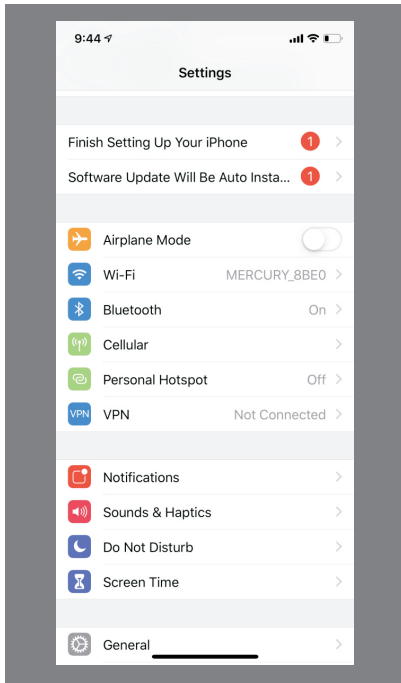 9:44
Settings
Finish Setting Up Your iPhone 1
Software Update Will Be Auto Insta... 1
Airplane Mode
Wi-Fi MERCURY_8BE0
Bluetooth On
Cellular
Personal Hotspot Off
VPN VPN Not Connected
Notifications
Sounds & Haptics
Do Not Disturb
Screen Time
General